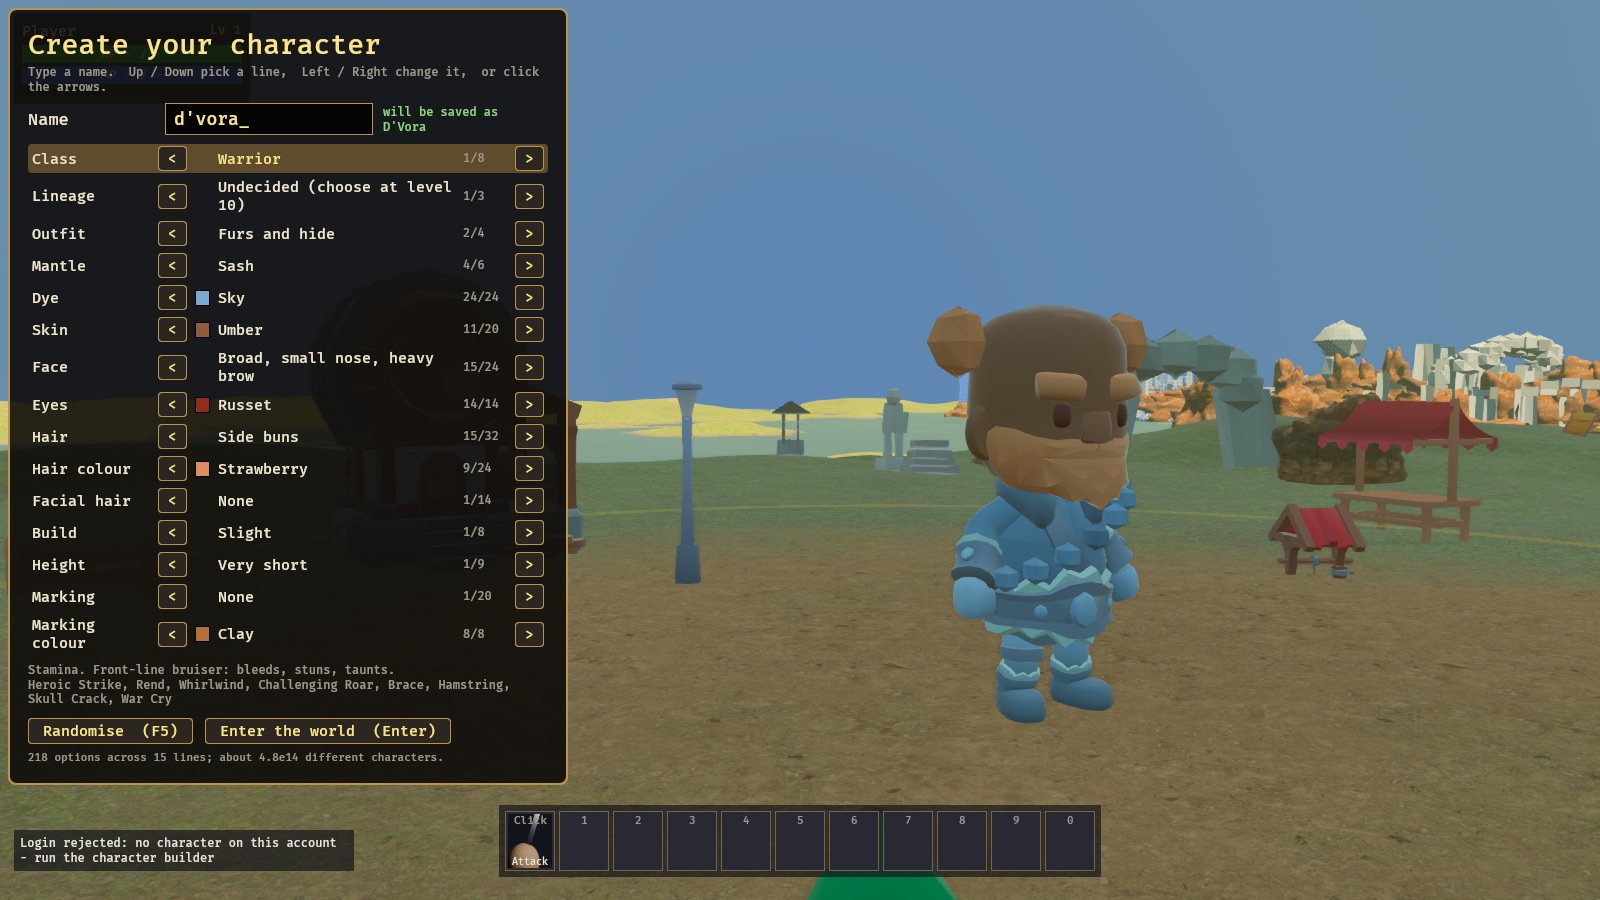 Player Lv 1
Create your character
Type a name.  Up / Down pick a line,  Left / Right change it,  or click
the arrows.
Name d'vora_ will be saved as
D'Vora
Class < Warrior 1/8 >
Lineage < Undecided (choose at level
10) 1/3 >
Outfit < Furs and hide 2/4 >
Mantle < Sash 4/6 >
Dye < Sky 24/24 >
Skin < Umber 11/20 >
Face < Broad, small nose, heavy
brow 15/24 >
Eyes < Russet 14/14 >
Hair < Side buns 15/32 >
Hair colour < Strawberry 9/24 >
Facial hair < None 1/14 >
Build < Slight 1/8 >
Height < Very short 1/9 >
Marking < None 1/20 >
Marking
colour < Clay 8/8 >
Stamina. Front-line bruiser: bleeds, stuns, taunts.
Heroic Strike, Rend, Whirlwind, Challenging Roar, Brace, Hamstring,
Skull Crack, War Cry
Randomise  (F5) Enter the world  (Enter)
218 options across 15 lines; about 4.8e14 different characters.
Click 1 2 3 4 5 6 7 8 9 0
Attack
Login rejected: no character on this account
- run the character builder